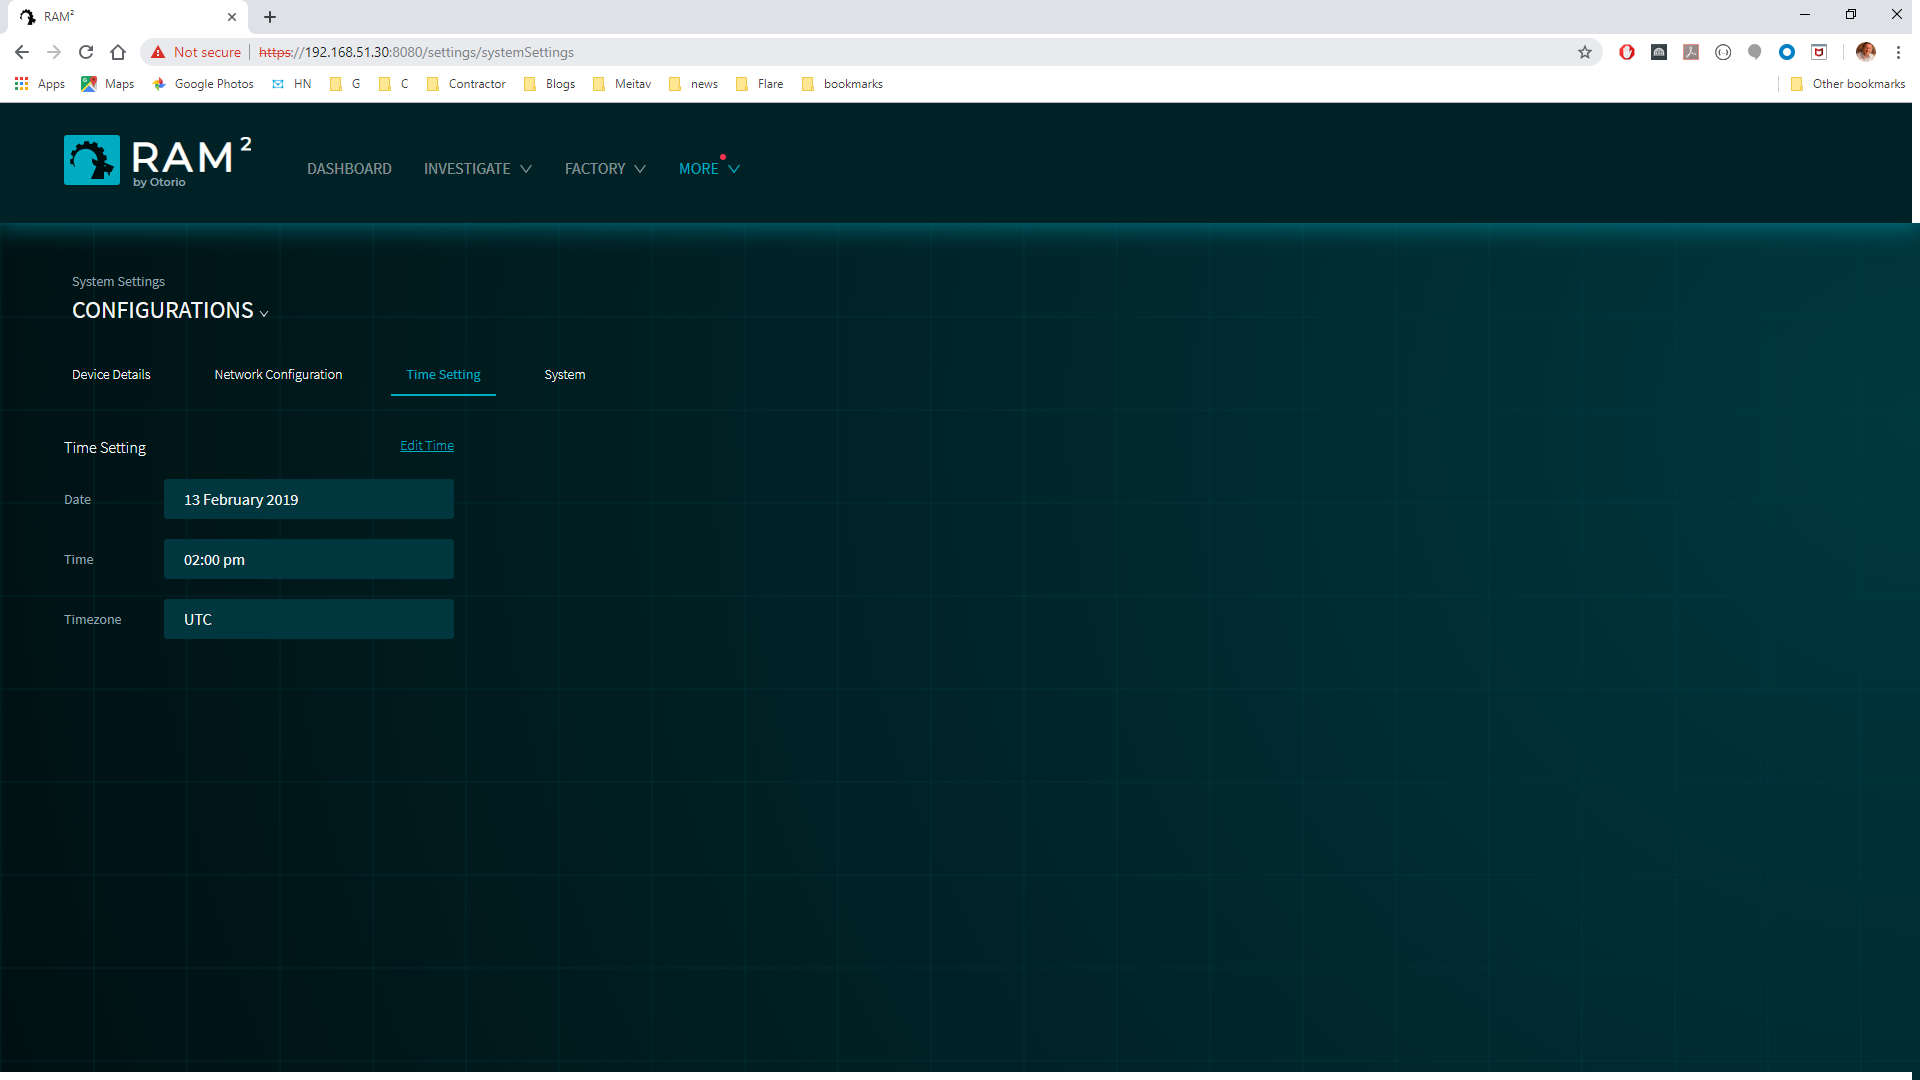 RAM²
Not secure https://192.168.51.30:8080/settings/systemSettings
Apps Maps Google Photos HN G C Contractor Blogs Meitav news Flare bookmarks Other bookmarks
RAM²
by Otorio
DASHBOARD INVESTIGATE FACTORY MORE
System Settings
CONFIGURATIONS
Device Details Network Configuration Time Setting System
Time Setting Edit Time
Date 13 February 2019
Time 02:00 pm
Timezone UTC